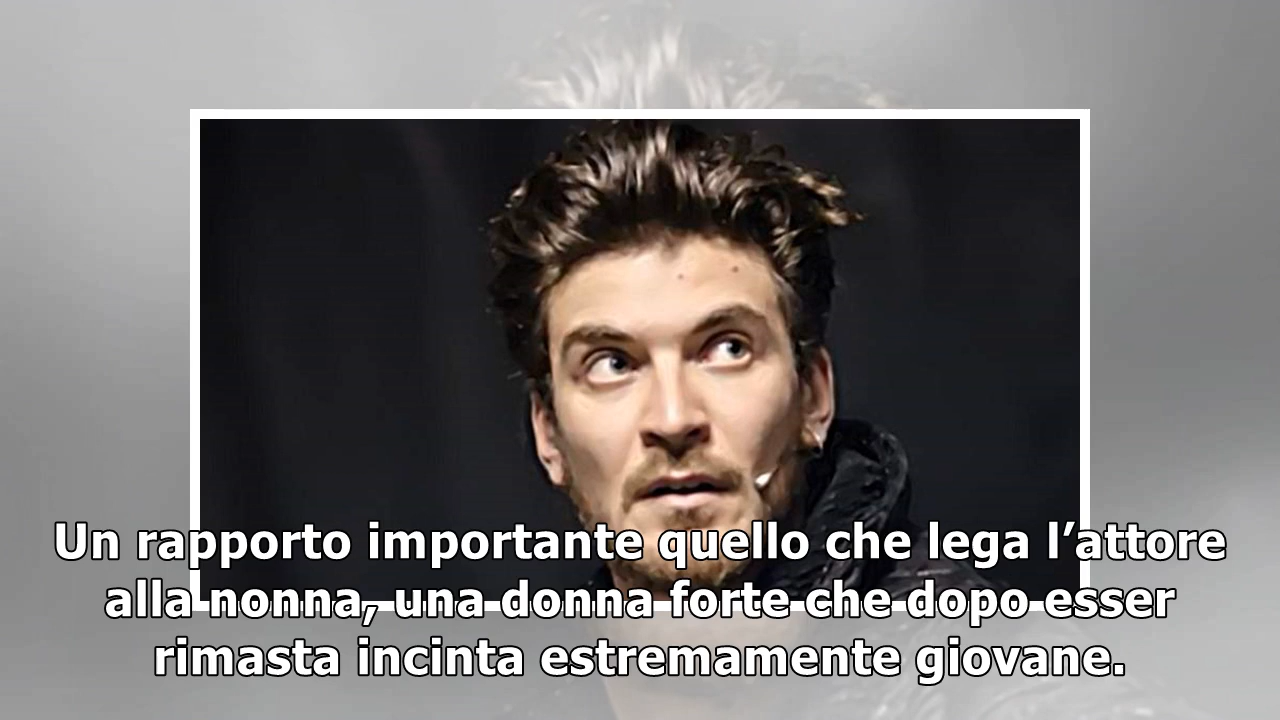 Un rapporto importante quello che lega l’attore
alla nonna, una donna forte che dopo esser
rimasta incinta estremamente giovane.